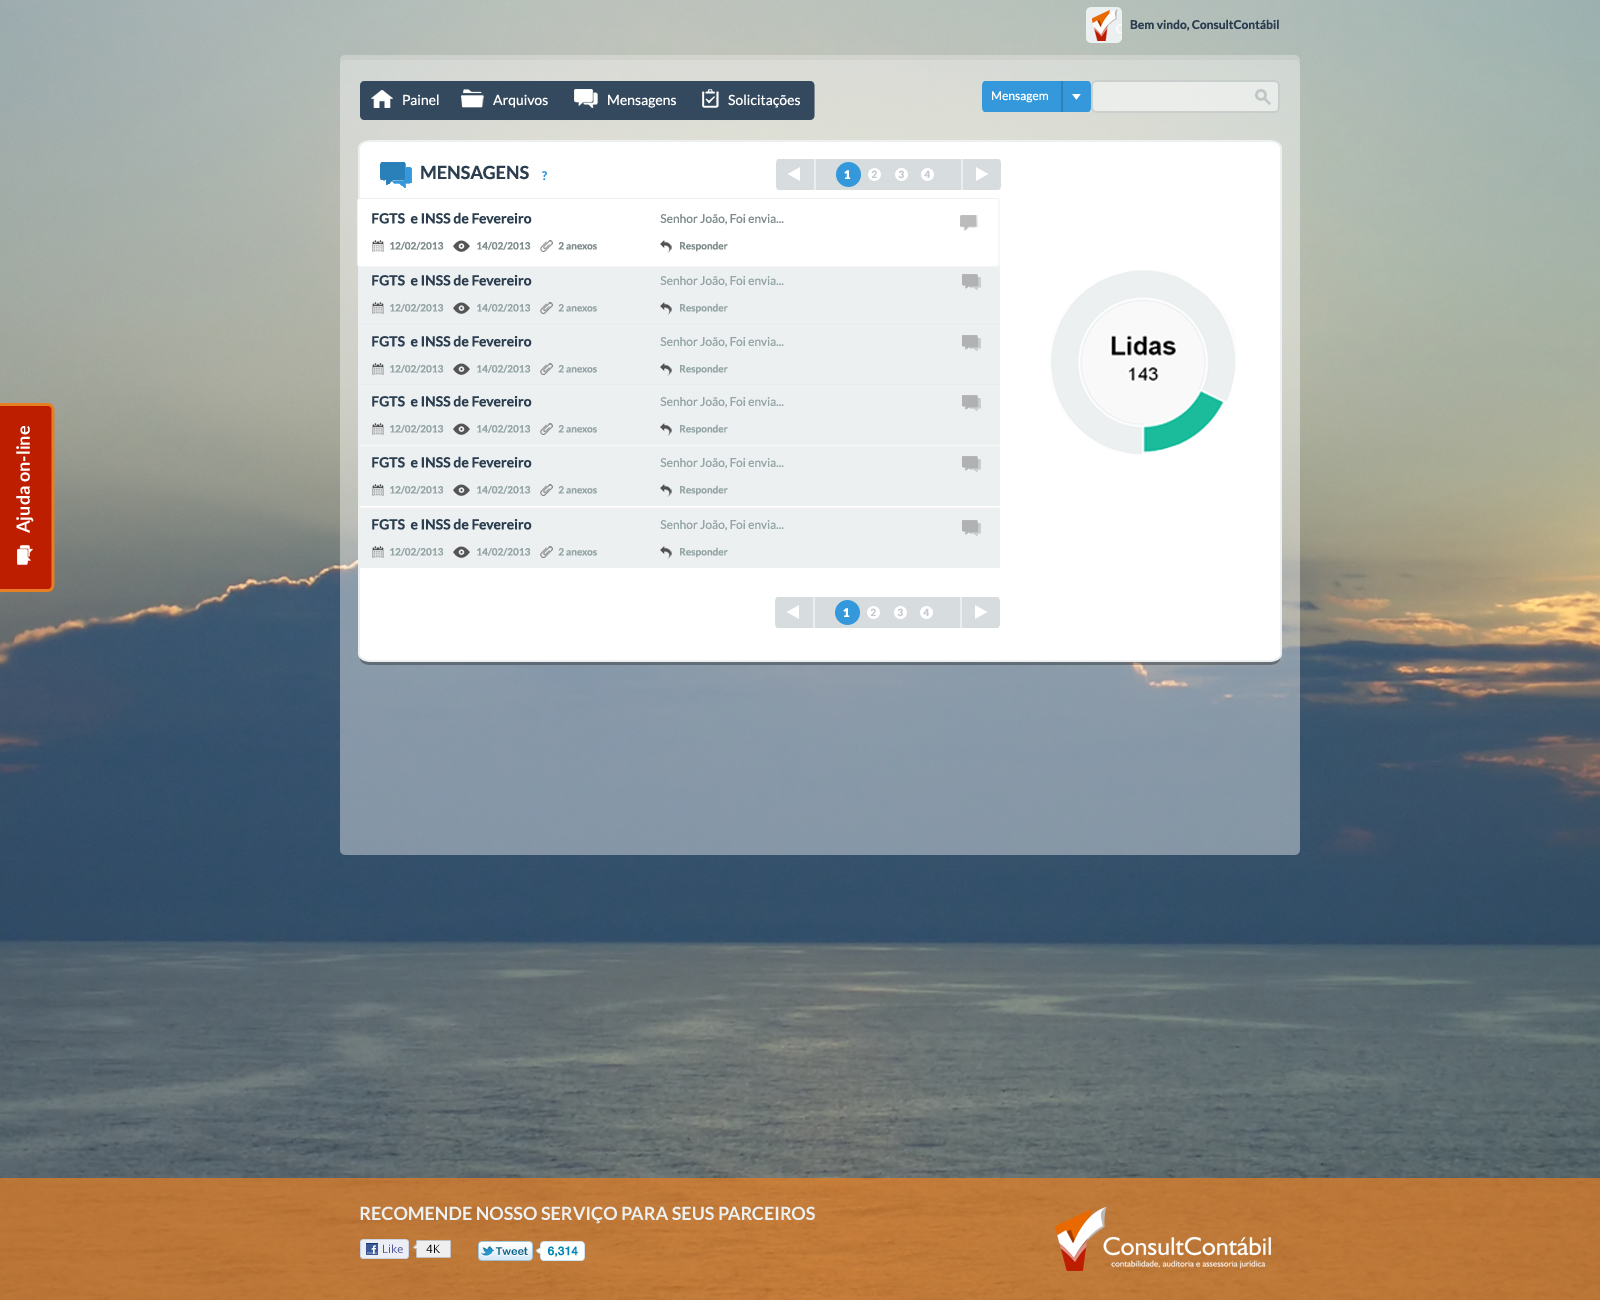 Bem vindo, ConsultContábil
Painel Arquivos Mensagens Solicitações
Mensagem
MENSAGENS ?
1 2 3 4
FGTS e INSS de Fevereiro Senhor João, Foi envia...
12/02/2013 14/02/2013 2 anexos Responder
FGTS e INSS de Fevereiro Senhor João, Foi envia...
12/02/2013 14/02/2013 2 anexos Responder
FGTS e INSS de Fevereiro Senhor João, Foi envia...
12/02/2013 14/02/2013 2 anexos Responder
FGTS e INSS de Fevereiro Senhor João, Foi envia...
12/02/2013 14/02/2013 2 anexos Responder
FGTS e INSS de Fevereiro Senhor João, Foi envia...
12/02/2013 14/02/2013 2 anexos Responder
FGTS e INSS de Fevereiro Senhor João, Foi envia...
12/02/2013 14/02/2013 2 anexos Responder
1 2 3 4
Lidas
143
Ajuda on-line
RECOMENDE NOSSO SERVIÇO PARA SEUS PARCEIROS
Like 4K Tweet 6,314
ConsultContábil
contabilidade, auditoria e assessoria jurídica